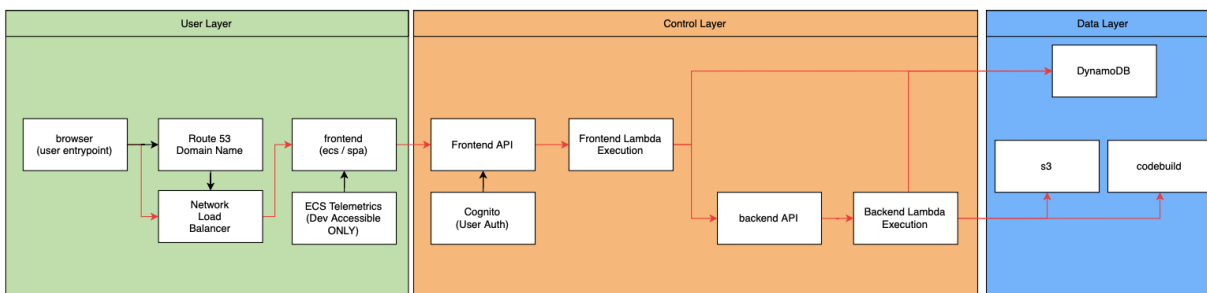 User Layer
Control Layer
Data Layer
DynamoDB
browser
(user entrypoint)
Route 53
Domain Name
frontend
(ecs / spa)
Frontend API
Frontend Lambda
Execution
s3
codebuild
Network
Load
Balancer
ECS Telemetrics
(Dev Accessible
ONLY)
Cognito
(User Auth)
backend API
Backend Lambda
Execution